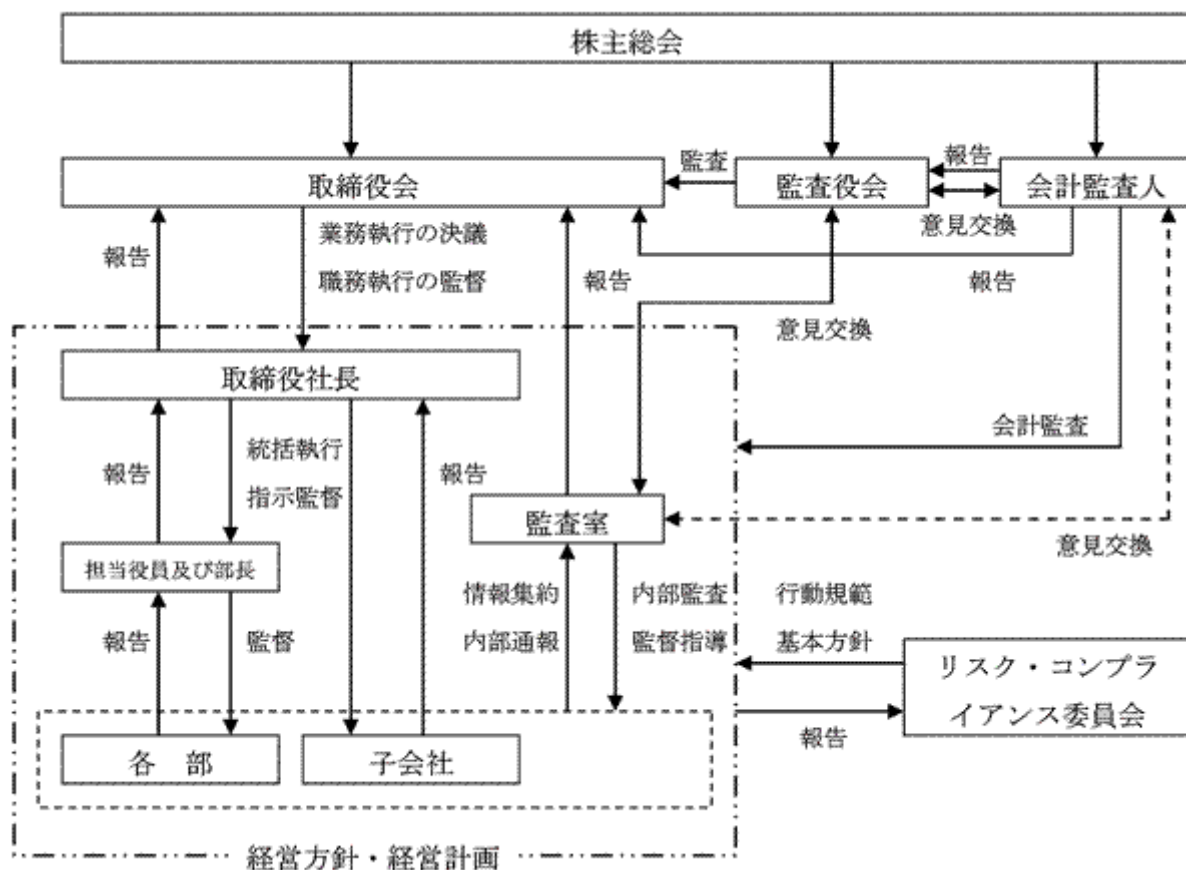 株主総会
取締役会
監査
監査役会
報告
意見交換
会計監査人
報告
業務執行の決議
職務執行の監督
報告
意見交換
報告
取締役社長
会計監査
報告
統括執行
指示監督
報告
監査室
意見交換
担当役員及び部長
報告
監督
情報集約
内部通報
内部監査
監督指導
行動規範
基本方針
リスク・コンプラ
イアンス委員会
報告
各 部
子会社
経営方針・経営計画